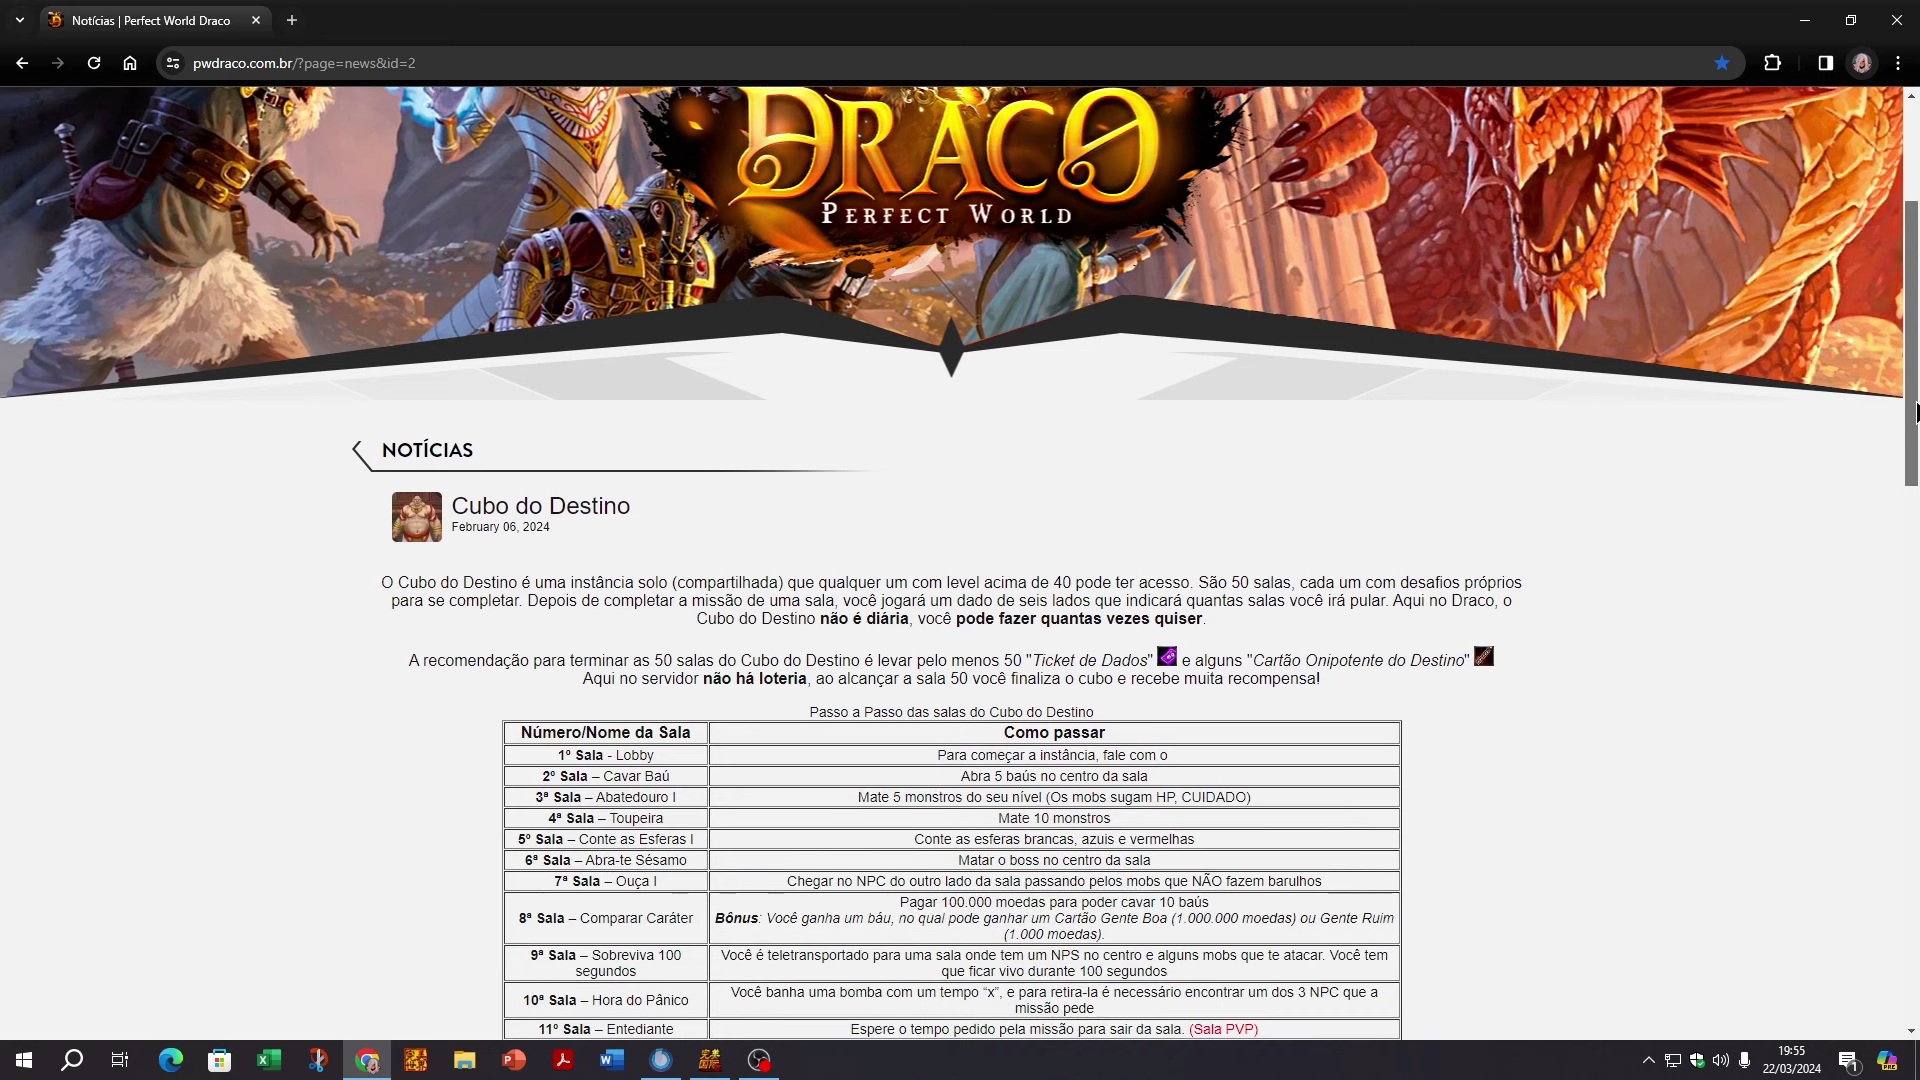 Notícias | Perfect World Draco
pwdraco.com.br/?page=news&id=2
DRACO
PERFECT WORLD
NOTÍCIAS
Cubo do Destino
February 06, 2024
O Cubo do Destino é uma instância solo (compartilhada) que qualquer um com level acima de 40 pode ter acesso. São 50 salas, cada um com desafios próprios
para se completar. Depois de completar a missão de uma sala, você jogará um dado de seis lados que indicará quantas salas você irá pular. Aqui no Draco, o
Cubo do Destino não é diária, você pode fazer quantas vezes quiser.
A recomendação para terminar as 50 salas do Cubo do Destino é levar pelo menos 50 "Ticket de Dados" e alguns "Cartão Onipotente do Destino"
Aqui no servidor não há loteria, ao alcançar a sala 50 você finaliza o cubo e recebe muita recompensa!
Passo a Passo das salas do Cubo do Destino
Número/Nome da Sala Como passar
1º Sala - Lobby Para começar a instância, fale com o
2º Sala – Cavar Baú Abra 5 baús no centro da sala
3ª Sala – Abatedouro I Mate 5 monstros do seu nível (Os mobs sugam HP, CUIDADO)
4ª Sala – Toupeira Mate 10 monstros
5º Sala – Conte as Esferas I Conte as esferas brancas, azuis e vermelhas
6ª Sala – Abra-te Sésamo Matar o boss no centro da sala
7ª Sala – Ouça I Chegar no NPC do outro lado da sala passando pelos mobs que NÃO fazem barulhos
8ª Sala – Comparar Caráter Pagar 100.000 moedas para poder cavar 10 baús
Bônus: Você ganha um báu, no qual pode ganhar um Cartão Gente Boa (1.000.000 moedas) ou Gente Ruim
(1.000 moedas).
9ª Sala – Sobreviva 100 Você é teletransportado para uma sala onde tem um NPS no centro e alguns mobs que te atacar. Você tem
segundos que ficar vivo durante 100 segundos
10ª Sala – Hora do Pânico Você banha uma bomba com um tempo “x”, e para retira-la é necessário encontrar um dos 3 NPC que a
missão pede
11º Sala – Entediante Espere o tempo pedido pela missão para sair da sala. (Sala PVP)
19:55
22/03/2024